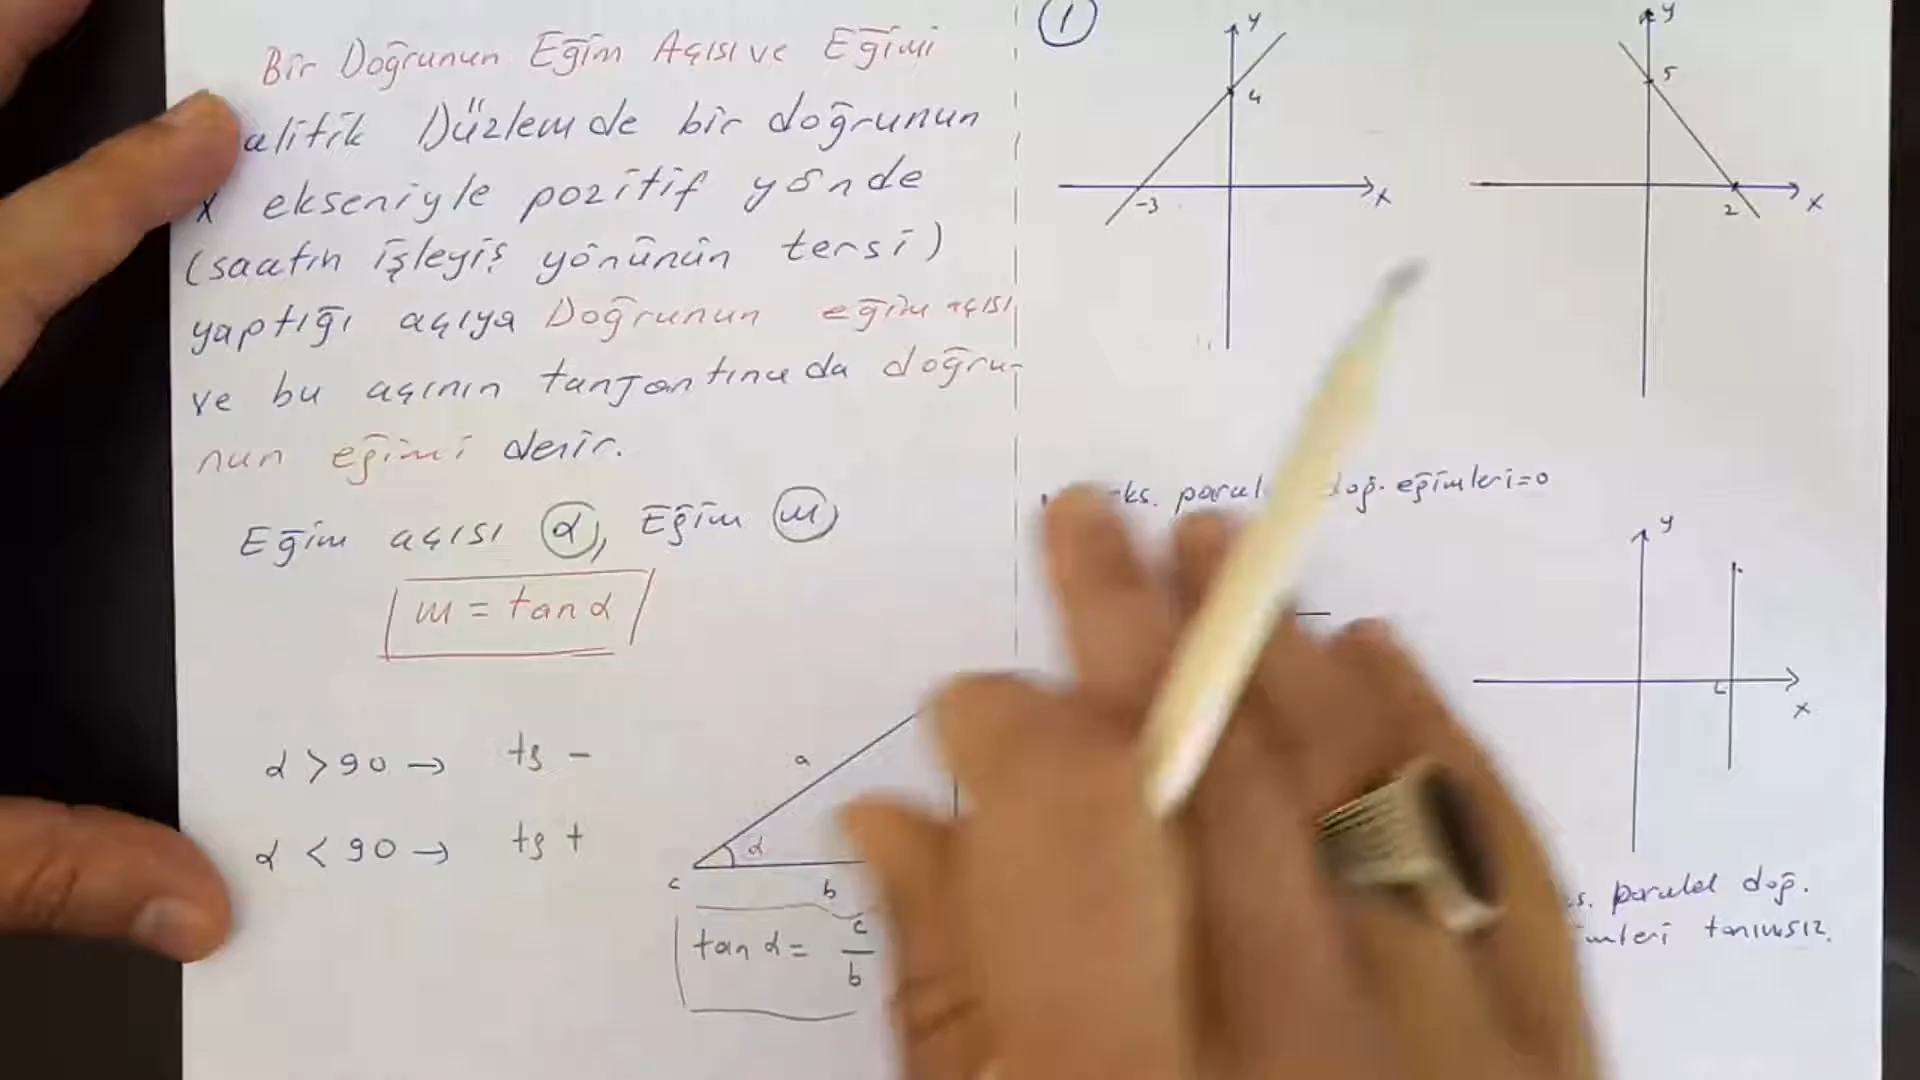 Bir Doğrunun Eğim Açısı ve Eğimi
alitik Düzlemde bir doğrunun
x ekseniyle pozitif yönde
(saatin işleyiş yönünün tersi)
yaptığı açıya Doğrunun eğim açısı
ve bu açının tanjantına da doğru-
nun eğimi denir.
Eğim açısı α, Eğim m
m = tan α
α > 90 → tg -
α < 90 → tg +
a
α
c
b
tan α = c/b
1
y
4
-3
x
y
5
2
x
ks. paral doğ. eğimleri=0
y
x
s. paralel doğ.
imleri tanımsız.